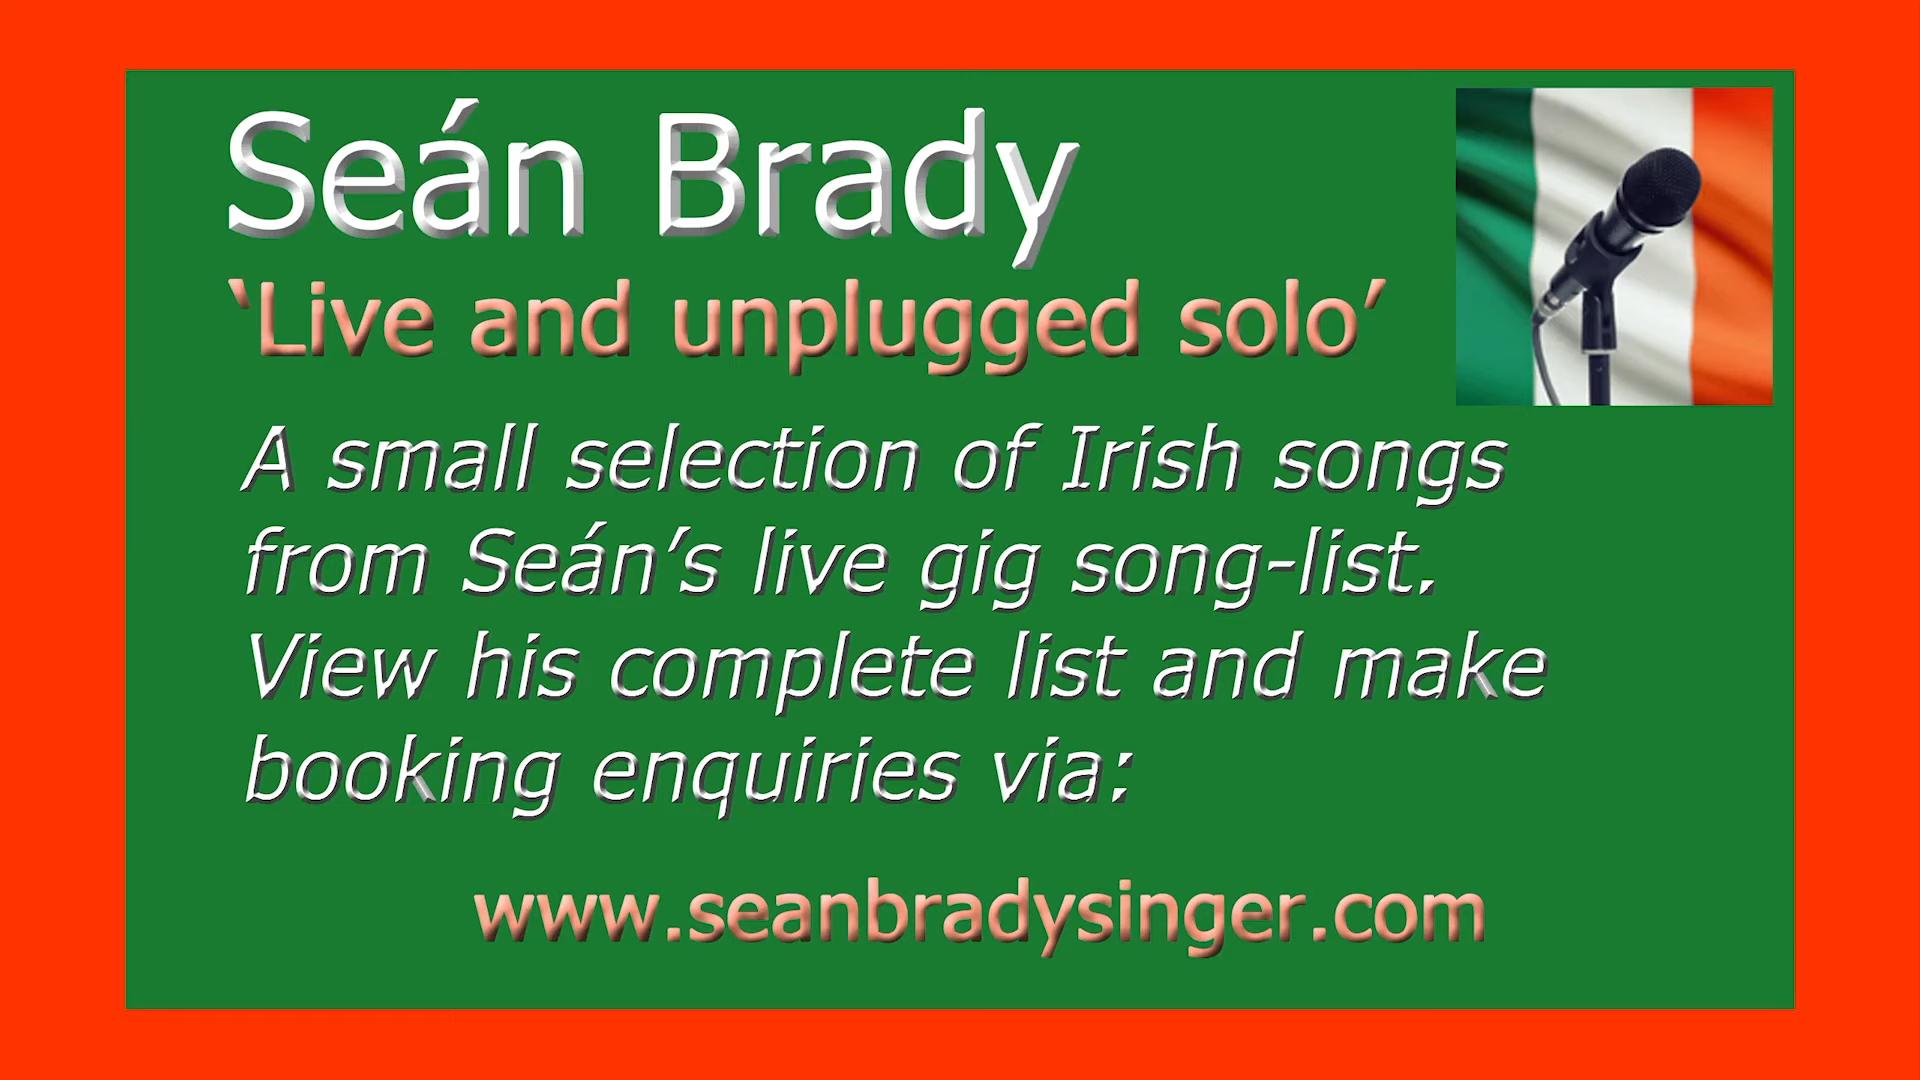 Seán Brady
‘Live and unplugged solo’
A small selection of Irish songs
from Seán’s live gig song-list.
View his complete list and make
booking enquiries via:
www.seanbradysinger.com